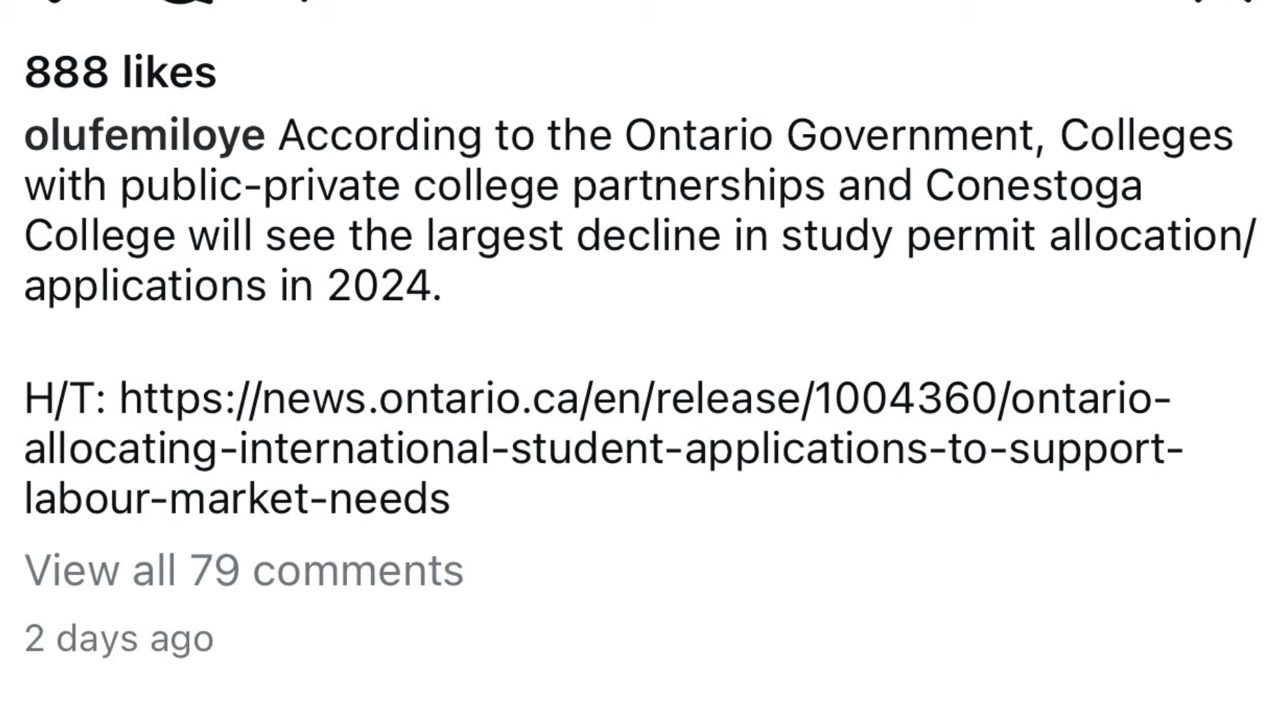 888 likes
olufemiloye According to the Ontario Government, Colleges
with public-private college partnerships and Conestoga
College will see the largest decline in study permit allocation/
applications in 2024.
H/T: https://news.ontario.ca/en/release/1004360/ontario-
allocating-international-student-applications-to-support-
labour-market-needs
View all 79 comments
2 days ago